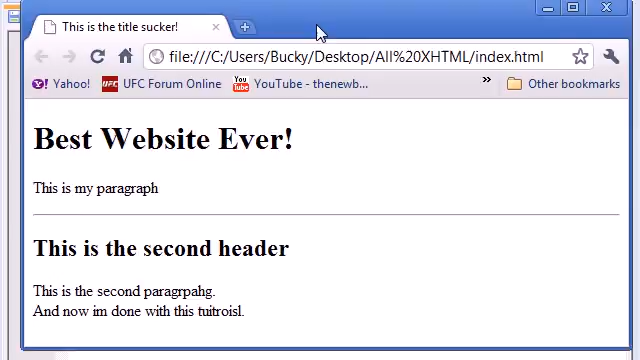 This is the title sucker!
file:///C:/Users/Bucky/Desktop/All%20XHTML/index.html
Yahoo! UFC Forum Online YouTube - thenewb... » Other bookmarks
Best Website Ever!
This is my paragraph
This is the second header
This is the second paragrpahg.
And now im done with this tuitroisl.